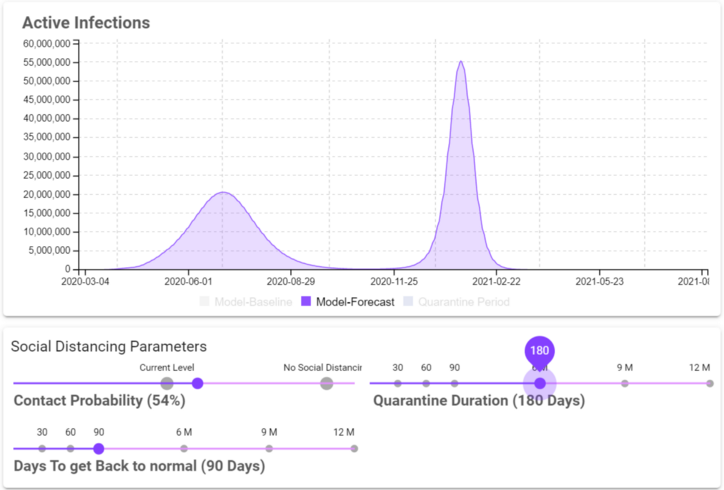 Active Infections
60,000,000
55,000,000
50,000,000
45,000,000
40,000,000
35,000,000
30,000,000
25,000,000
20,000,000
15,000,000
10,000,000
5,000,000
0
2020-03-04 2020-06-01 2020-08-29 2020-11-25 2021-02-22 2021-05-23 2021-0
Model-Baseline Model-Forecast Quarantine Period
Social Distancing Parameters
180
Current Level No Social Distancin
30 60 90 9 M 12 M
Contact Probability (54%)
Quarantine Duration (180 Days)
30 60 90 6 M 9 M 12 M
Days To get Back to normal (90 Days)